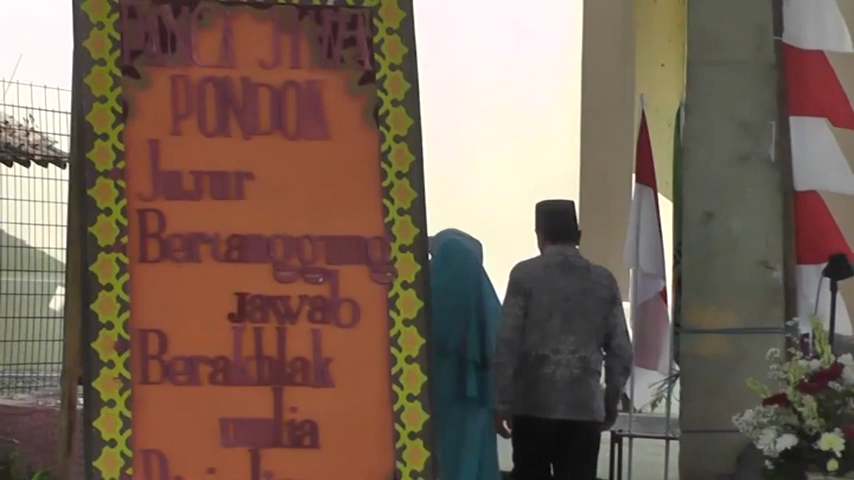 PANCA JIWA
PONDOK
Jujur
Bertanggung
jawab
Berakhlak
mulia